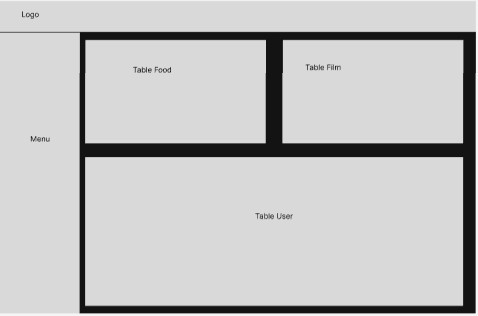 Logo
Table Food
Table Film
Menu
Table User